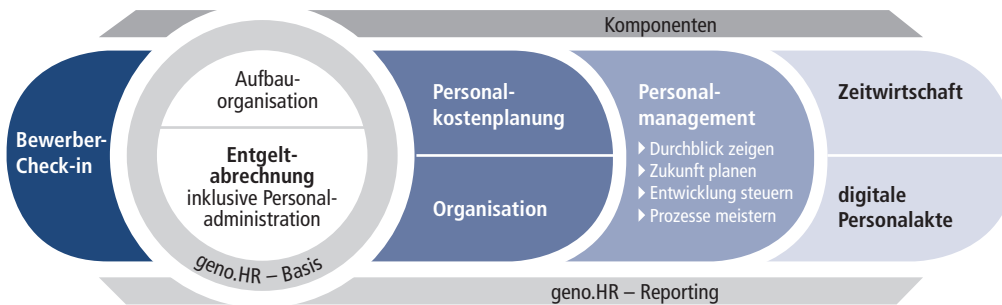 Komponenten
Bewerber-
Check-in
Aufbau-
organisation
Entgelt-
abrechnung
inklusive Personal-
administration
geno.HR – Basis
Personal-
kostenplanung
Organisation
Personal-
management
Durchblick zeigen
Zukunft planen
Entwicklung steuern
Prozesse meistern
Zeitwirtschaft
digitale
Personalakte
geno.HR – Reporting